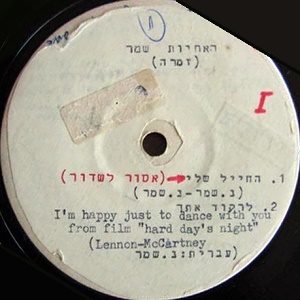 האחיות שמר
(זמרה)
I
1. החייל שלי (אסור לשדור)
(נ.שמר-נ.שמר)
2. לרקוד אתך
I'm happy just to dance with you
from film "hard day's night"
(Lennon-McCartney
עברית:נ.שמר)